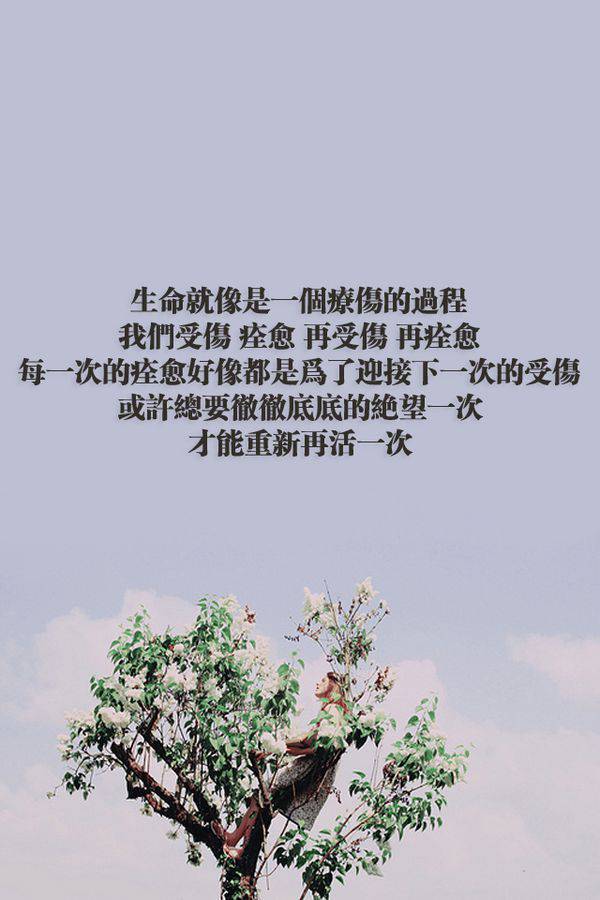 生命就像是一個療傷的過程
我們受傷 痊愈 再受傷 再痊愈
每一次的痊愈好像都是爲了迎接下一次的受傷
或許總要徹徹底底的絶望一次
才能重新再活一次